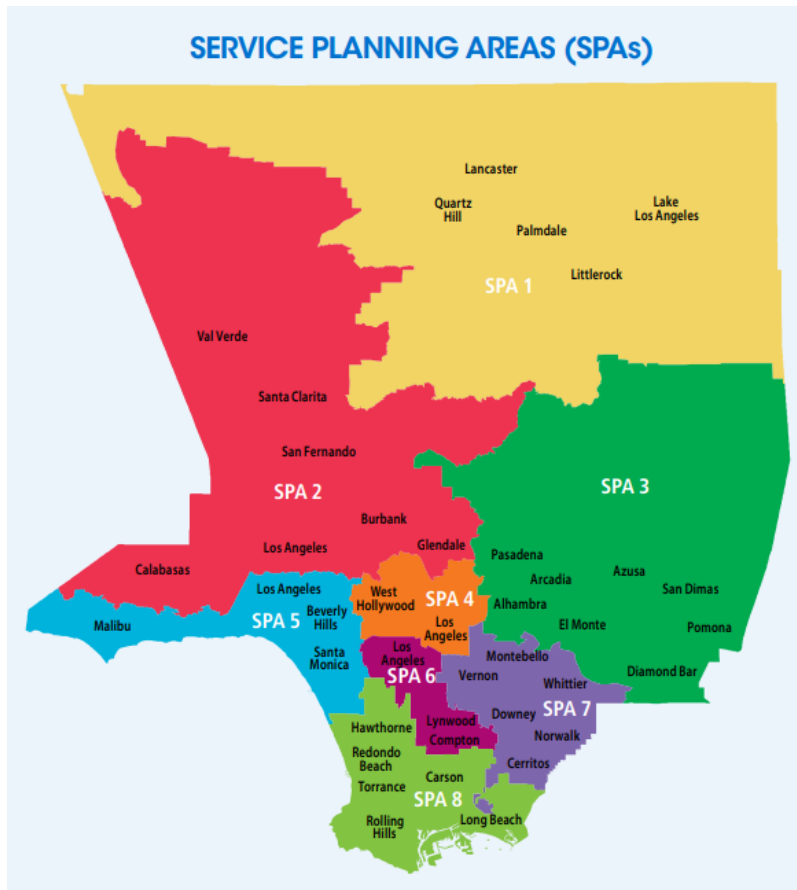 SERVICE PLANNING AREAS (SPAs)
Lancaster
Quartz
Hill
Lake
Los Angeles
Palmdale
Littlerock
SPA 1
Val Verde
Santa Clarita
San Fernando
SPA 2
Burbank
Los Angeles
Glendale
Calabasas
SPA 3
Pasadena
Arcadia
Azusa
San Dimas
Alhambra
El Monte
Pomona
Diamond Bar
West
Hollywood
SPA 4
Los
Angeles
Los Angeles
SPA 5
Beverly
Hills
Malibu
Santa
Monica
Los
Angeles
SPA 6
Lynwood
Compton
Montebello
Vernon
Whittier
Downey
SPA 7
Norwalk
Cerritos
Hawthorne
Redondo
Beach
Torrance
Carson
SPA 8
Rolling
Hills
Long Beach